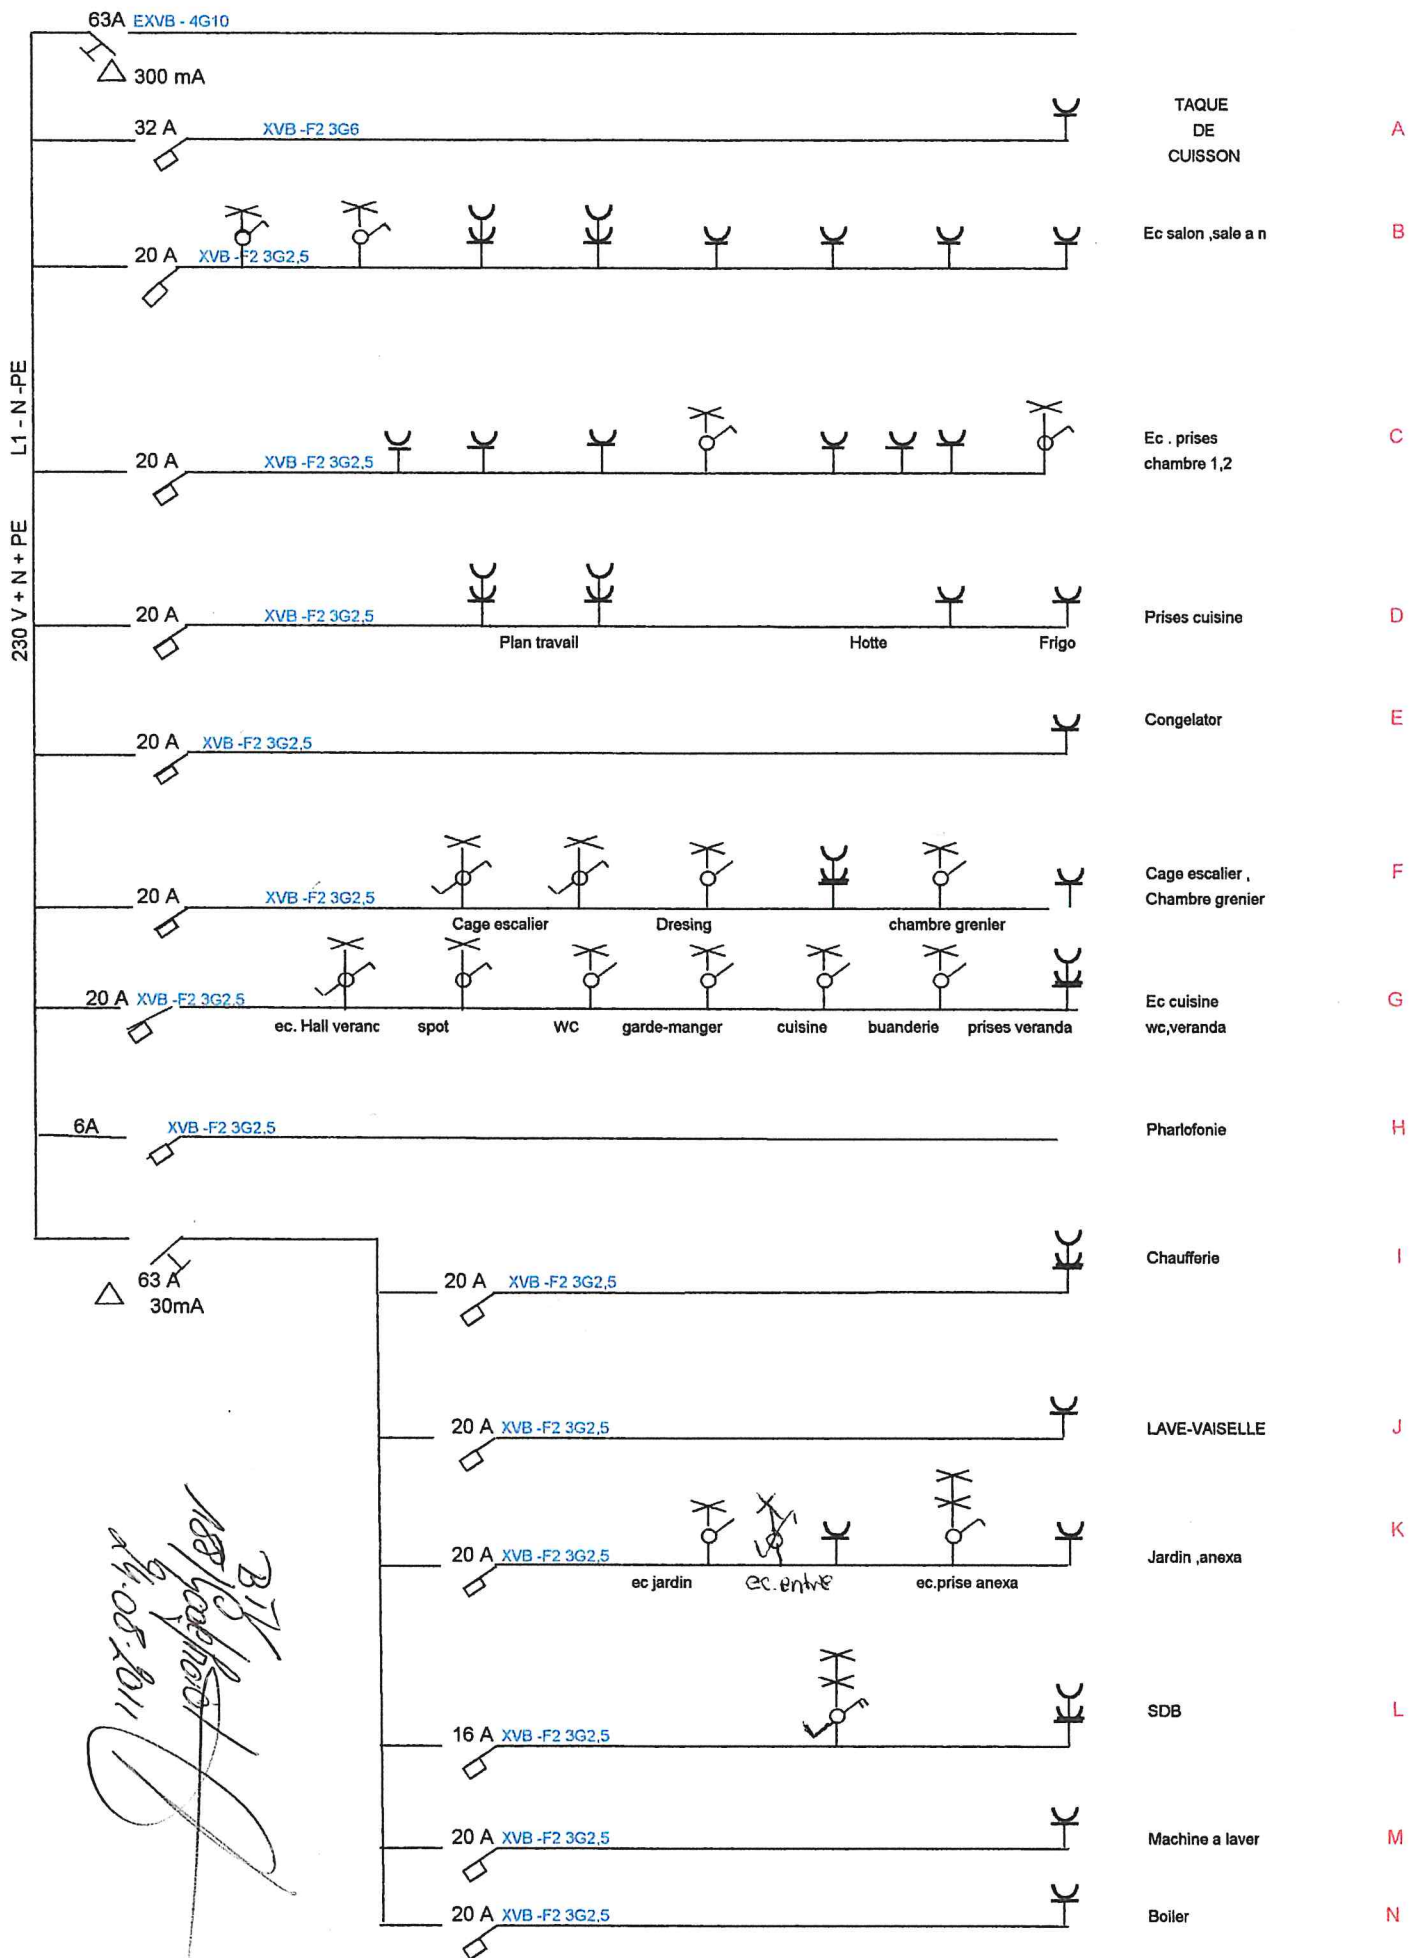 63A EXVB - 4G10
300 mA
32 A XVB -F2 3G6
TAQUE
DE
CUISSON
A
20 A XVB -F2 3G2,5
Ec salon ,sale a n
B
L1 - N -PE
230 V + N + PE
20 A XVB -F2 3G2,5
Ec . prises
chambre 1,2
C
20 A XVB -F2 3G2,5
Plan travail Hotte Frigo
Prises cuisine
D
20 A XVB -F2 3G2,5
Congelator
E
20 A XVB -F2 3G2,5
Cage escalier Dresing chambre grenier
Cage escalier ,
Chambre grenier
F
20 A XVB -F2 3G2,5
ec. Hall veranc spot WC garde-manger cuisine buanderie prises veranda
Ec cuisine
wc,veranda
G
6A XVB -F2 3G2,5
Pharlofonie
H
63 A
30mA
20 A XVB -F2 3G2,5
Chaufferie
I
20 A XVB -F2 3G2,5
LAVE-VAISELLE
J
20 A XVB -F2 3G2,5
ec jardin ec.entre ec.prise anexa
Jardin ,anexa
K
16 A XVB -F2 3G2,5
SDB
L
20 A XVB -F2 3G2,5
Machine a laver
M
20 A XVB -F2 3G2,5
Boiler
N
24.08.2011